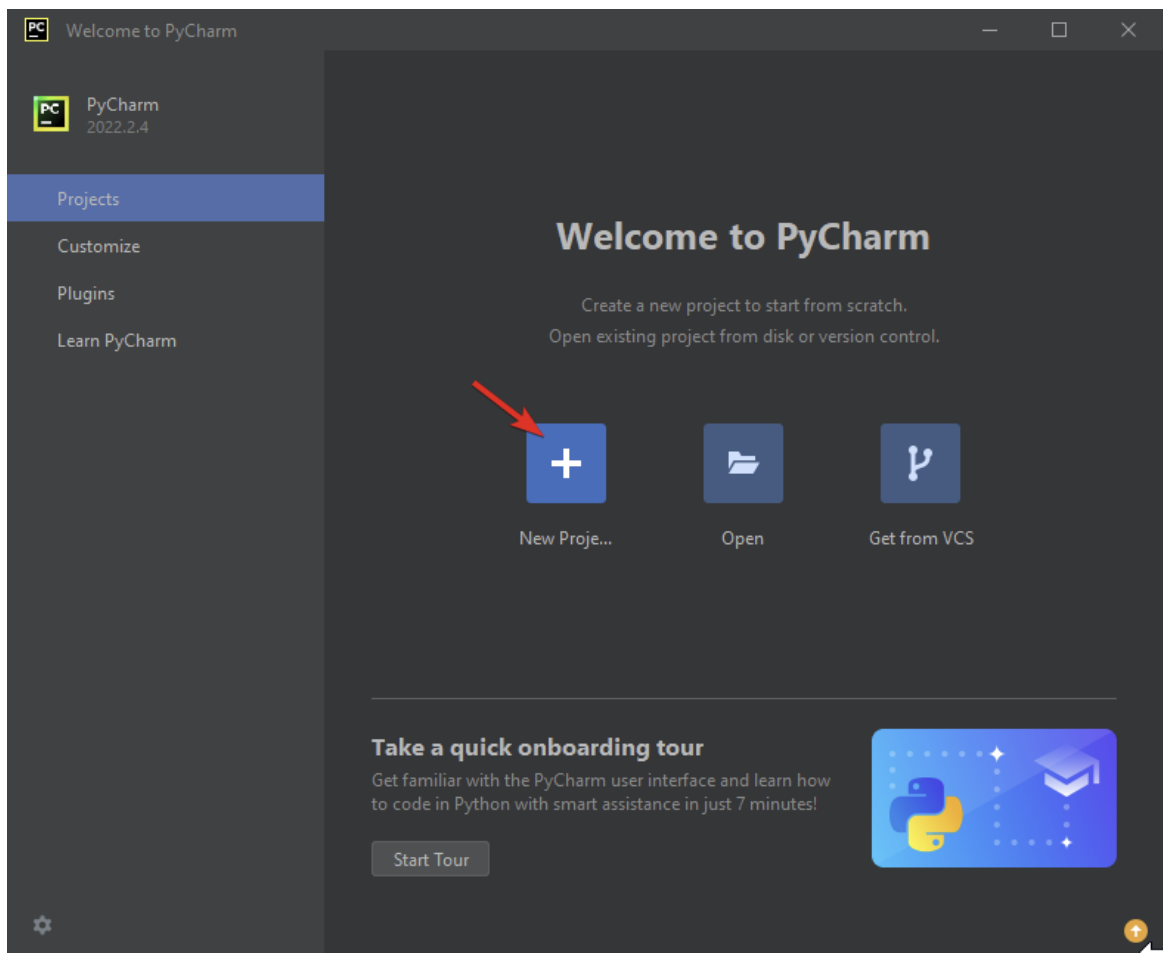 PC Welcome to PyCharm
PC PyCharm
2022.2.4
Projects
Customize
Plugins
Learn PyCharm
Welcome to PyCharm
Create a new project to start from scratch.
Open existing project from disk or version control.
New Proje... Open Get from VCS
Take a quick onboarding tour
Get familiar with the PyCharm user interface and learn how
to code in Python with smart assistance in just 7 minutes!
Start Tour